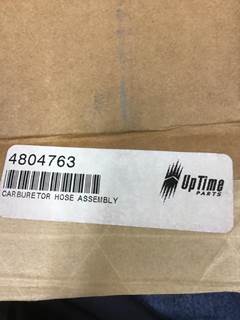 4804763
CARBURETOR HOSE ASSEMBLY
UpTime
PARTS